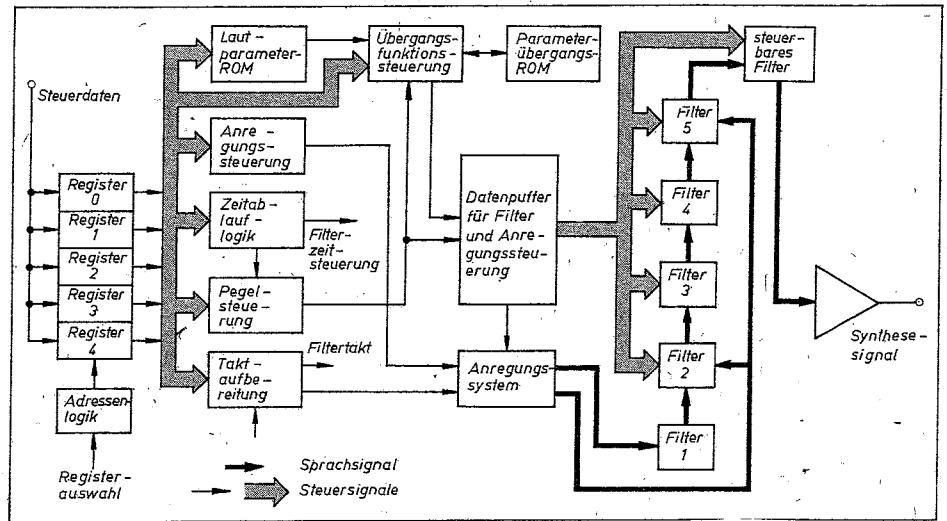 Steuerdaten
Register
0
Register
1
Register
2
Register
3
Register
4
Adressen-
logik
Register-
auswahl
Laut-
parameter-
ROM
Anre-
gungs-
steuerung
Zeitab-
lauf-
logik
Filter-
zeit-
steuerung
Pegel-
steue-
rung
Takt-
aufbe-
reitung
Filtertakt
Übergangs-
funktions-
steuerung
Parameter-
übergangs-
ROM
Datenpuffer
für Filter
und Anre-
gungssteu-
erung
Anregungs-
system
steuer-
bares
Filter
Filter
5
Filter
4
Filter
3
Filter
2
Filter
1
Synthese-
signal
Sprachsignal
Steuersignale